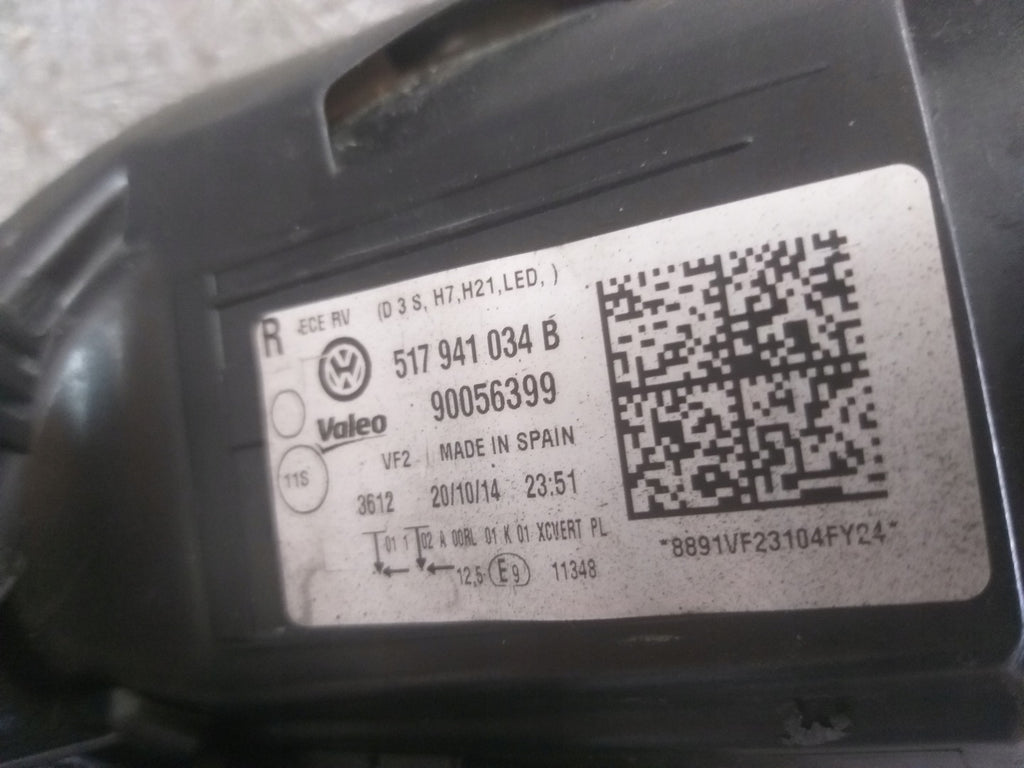 R ECE RV (D 3 S, H7,H21,LED, )
517 941 034 B
90056399
Valeo
VF2 MADE IN SPAIN
11S
3612 20/10/14 23:51
01 1 02 A 00RL 01 K 01 XCVERT PL
12,5 E9 11348
*8891VF23104FY24*